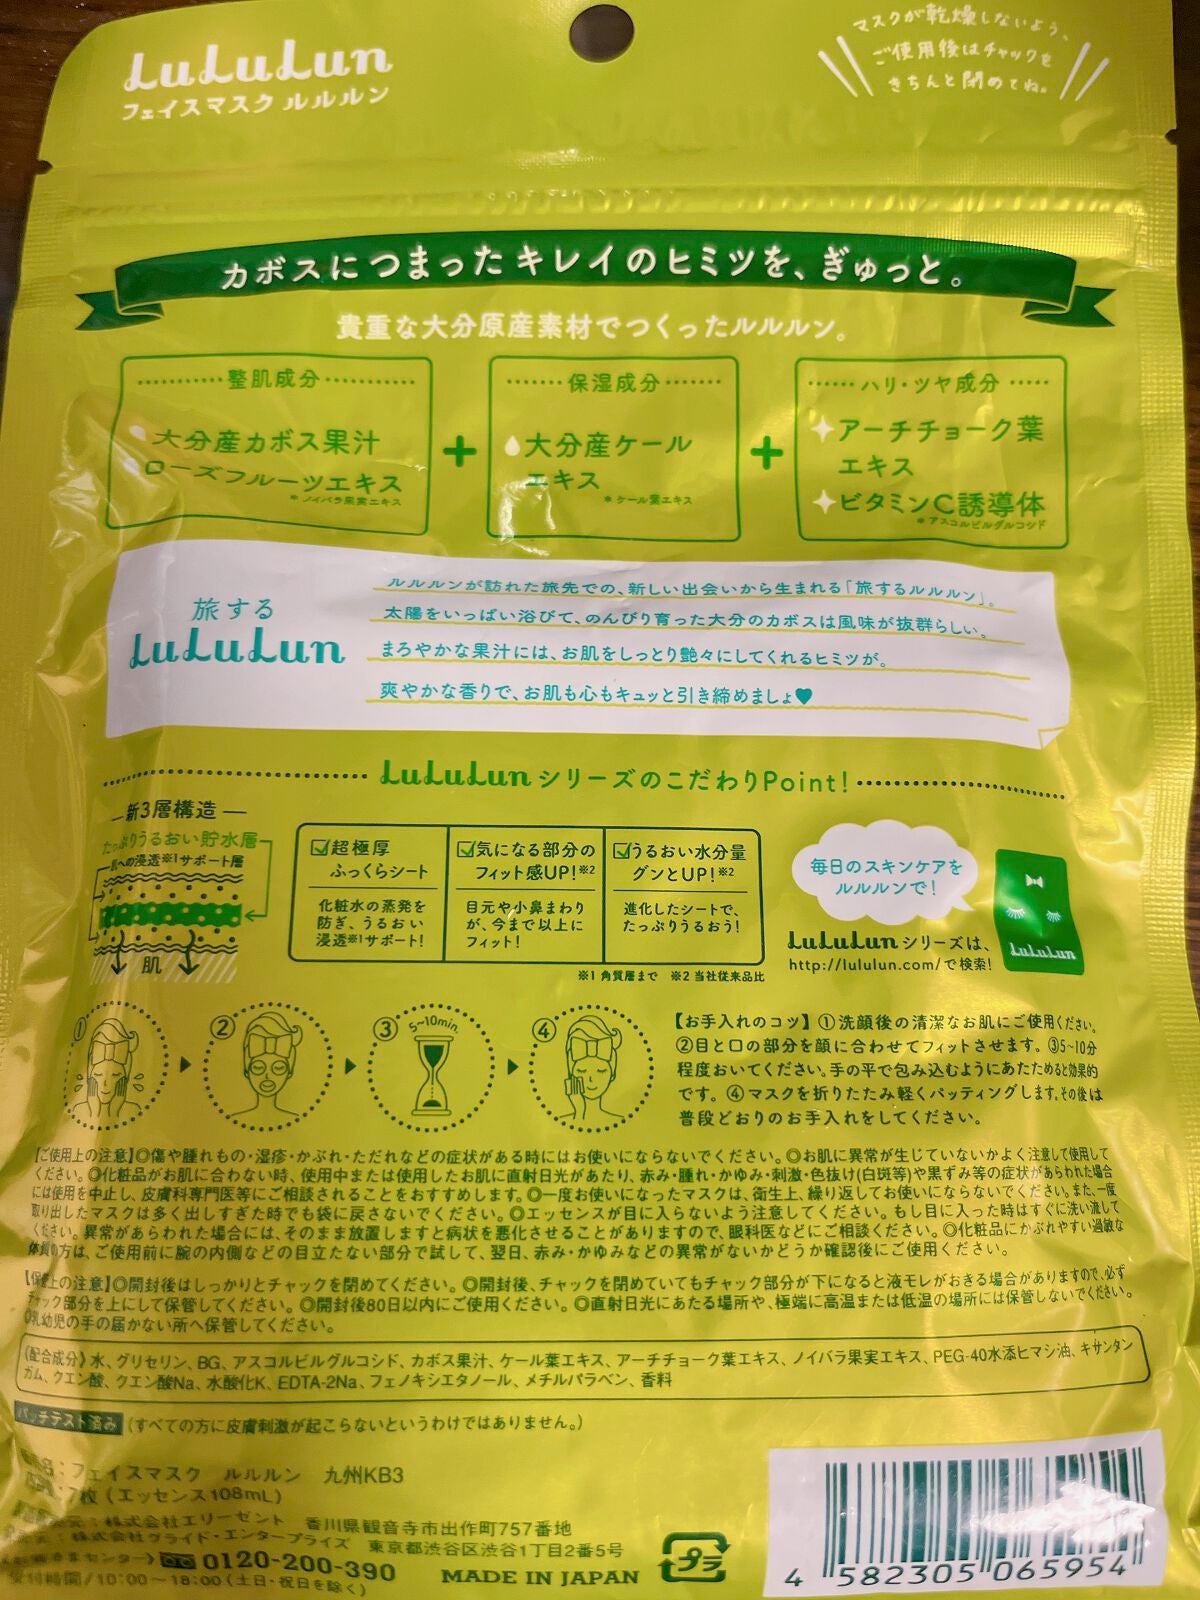 LuLuLun
フェイスマスク ルルルン
マスクが乾燥しないよう、
ご使用後はチャックを
きちんと閉めてね。
カボスにつまったキレイのヒミツを、ぎゅっと。
貴重な大分原産素材でつくったルルルン。
整肌成分
大分産カボス果汁
ローズフルーツエキス
*ノイバラ果実エキス
+
保湿成分
大分産ケール
エキス
*ケール葉エキス
+
ハリ・ツヤ成分
アーチチョーク葉
エキス
ビタミンC誘導体
*アスコルビルグルコシド
旅する
LuLuLun
ルルルンが訪れた旅先での、新しい出会いから生まれる「旅するルルルン」。
太陽をいっぱい浴びて、のんびり育った大分のカボスは風味が抜群らしい。
まろやかな果汁には、お肌をしっとり艶々にしてくれるヒミツが。
爽やかな香りで、お肌も心もキュッと引き締めましょ♥
LuLuLunシリーズのこだわりPoint!
新3層構造
たっぷりうるおい貯水層
肌への浸透※1サポート層
肌
超極厚
ふっくらシート
化粧水の蒸発を
防ぎ、うるおい
浸透※1サポート!
気になる部分の
フィット感UP!※2
目元や小鼻まわり
が、今まで以上に
フィット!
うるおい水分量
グンとUP!※2
進化したシートで、
たっぷりうるおう!
※1 角質層まで ※2 当社従来品比
毎日のスキンケアを
ルルルンで!
LuLuLunシリーズは、
http://lululun.com/で検索!
LuLuLun
①
②
③
5~10min.
④
【お手入れのコツ】①洗顔後の清潔なお肌にご使用ください。
②目と口の部分を顔に合わせてフィットさせます。③5~10分
程度おいてください。手の平で包み込むようにあたためると効果的
です。④マスクを折りたたみ軽くパッティングします。その後は
普段どおりのお手入れをしてください。
【ご使用上の注意】◎傷や腫れもの・湿疹・かぶれ・ただれなどの症状がある時にはお使いにならないでください。◎お肌に異常が生じていないかよく注意して使用して
ください。◎化粧品がお肌に合わない時、使用中または使用したお肌に直射日光があたり、赤み・腫れ・かゆみ・刺激・色抜け(白斑等)や黒ずみ等の症状があらわれた場合
には使用を中止し、皮膚科専門医等にご相談されることをおすすめします。◎一度お使いになったマスクは、衛生上、繰り返してお使いにならないでください。また、一度
取り出したマスクは多く出しすぎた時でも袋に戻さないでください。◎エッセンスが目に入らないよう注意してください。もし目に入った時はすぐに洗い流して
ください。異常があらわれた場合には、そのまま放置しますと病状を悪化させることがありますので、眼科医などにご相談ください。◎化粧品にかぶれやすい過敏な
体質の方は、ご使用前に腕の内側などの目立たない部分で試して、翌日、赤み・かゆみなどの異常がないかどうか確認後にご使用ください。
【保管上の注意】◎開封後はしっかりとチャックを閉めてください。◎開封後、チャックを閉めていてもチャック部分が下になると液モレがおきる場合がありますので、必ず
チャック部分を上にして保管してください。◎開封後80日以内にご使用ください。◎直射日光にあたる場所や、極端に高温または低温の場所には保管しないでください。
◎乳幼児の手の届かない所へ保管してください。
《配合成分》水、グリセリン、BG、アスコルビルグルコシド、カボス果汁、ケール葉エキス、アーチチョーク葉エキス、ノイバラ果実エキス、PEG-40水添ヒマシ油、キサンタン
ガム、クエン酸、クエン酸Na、水酸化K、EDTA-2Na、フェノキシエタノール、メチルパラベン、香料
パッチテスト済み (すべての方に皮膚刺激が起こらないというわけではありません。)
名：フェイスマスク ルルルン 九州KB3
7枚(エッセンス108mL)
株式会社エリーセント 香川県観音寺市出作町757番地
株式会社グライド・エンタープライズ 東京都渋谷区渋谷1丁目2番5号
0120-200-390
受付時間/10:00~18:00(土日・祝日を除く)
MADE IN JAPAN
プラ
4 582305 065954